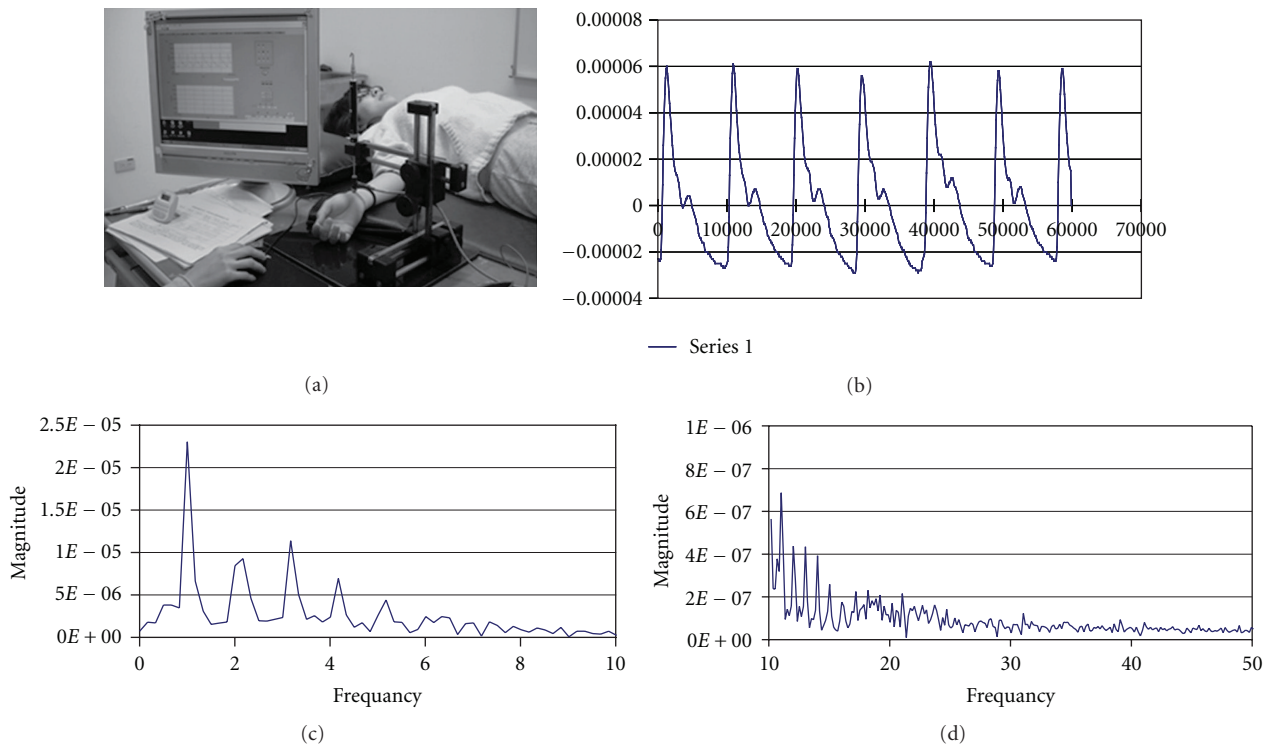 0.00008
0.00006
0.00004
0.00002
0
−0.00002
−0.00004
0 10000 20000 30000 40000 50000 60000 70000
Series 1
(a)
(b)
2.5E − 05
2E − 05
1.5E − 05
1E − 05
5E − 06
0E + 00
Magnitude
0 2 4 6 8 10
Frequancy
(c)
1E − 06
8E − 07
6E − 07
4E − 07
2E − 07
0E + 00
Magnitude
10 20 30 40 50
Frequancy
(d)